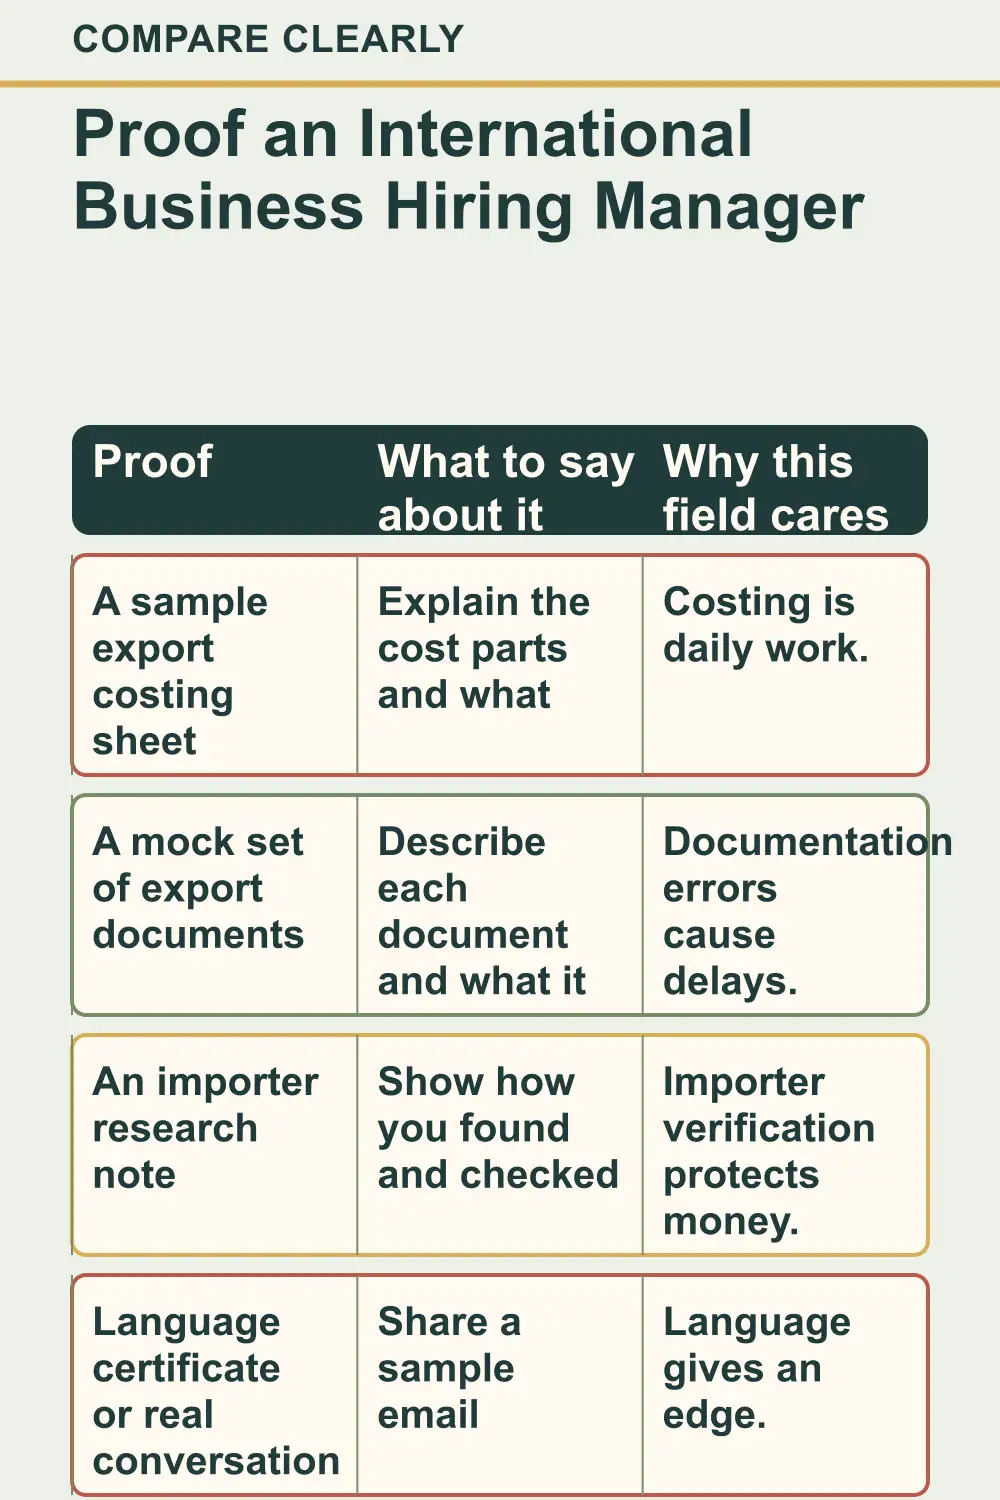 COMPARE CLEARLY
Proof an International
Business Hiring Manager
Proof
What to say
about it
Why this
field cares
A sample
export
costing
sheet
Explain the
cost parts
and what
Costing is
daily work.
A mock set
of export
documents
Describe
each
document
and what it
Documentation
errors
cause
delays.
An importer
research
note
Show how
you found
and checked
Importer
verification
protects
money.
Language
certificate
or real
conversation
Share a
sample
email
Language
gives an
edge.